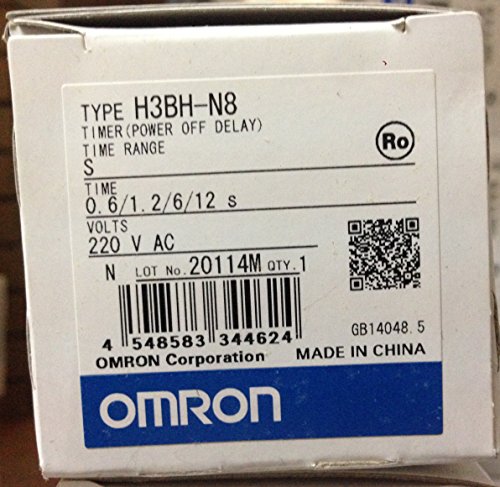 TYPE H3BH-N8
TIMER(POWER OFF DELAY)
TIME RANGE
S
Ro
TIME
0.6/1.2/6/12 s
VOLTS
220 V AC
N LOT No. 20114M QTY.1
4 548583 344624
GB14048.5
OMRON Corporation
MADE IN CHINA
OMRON